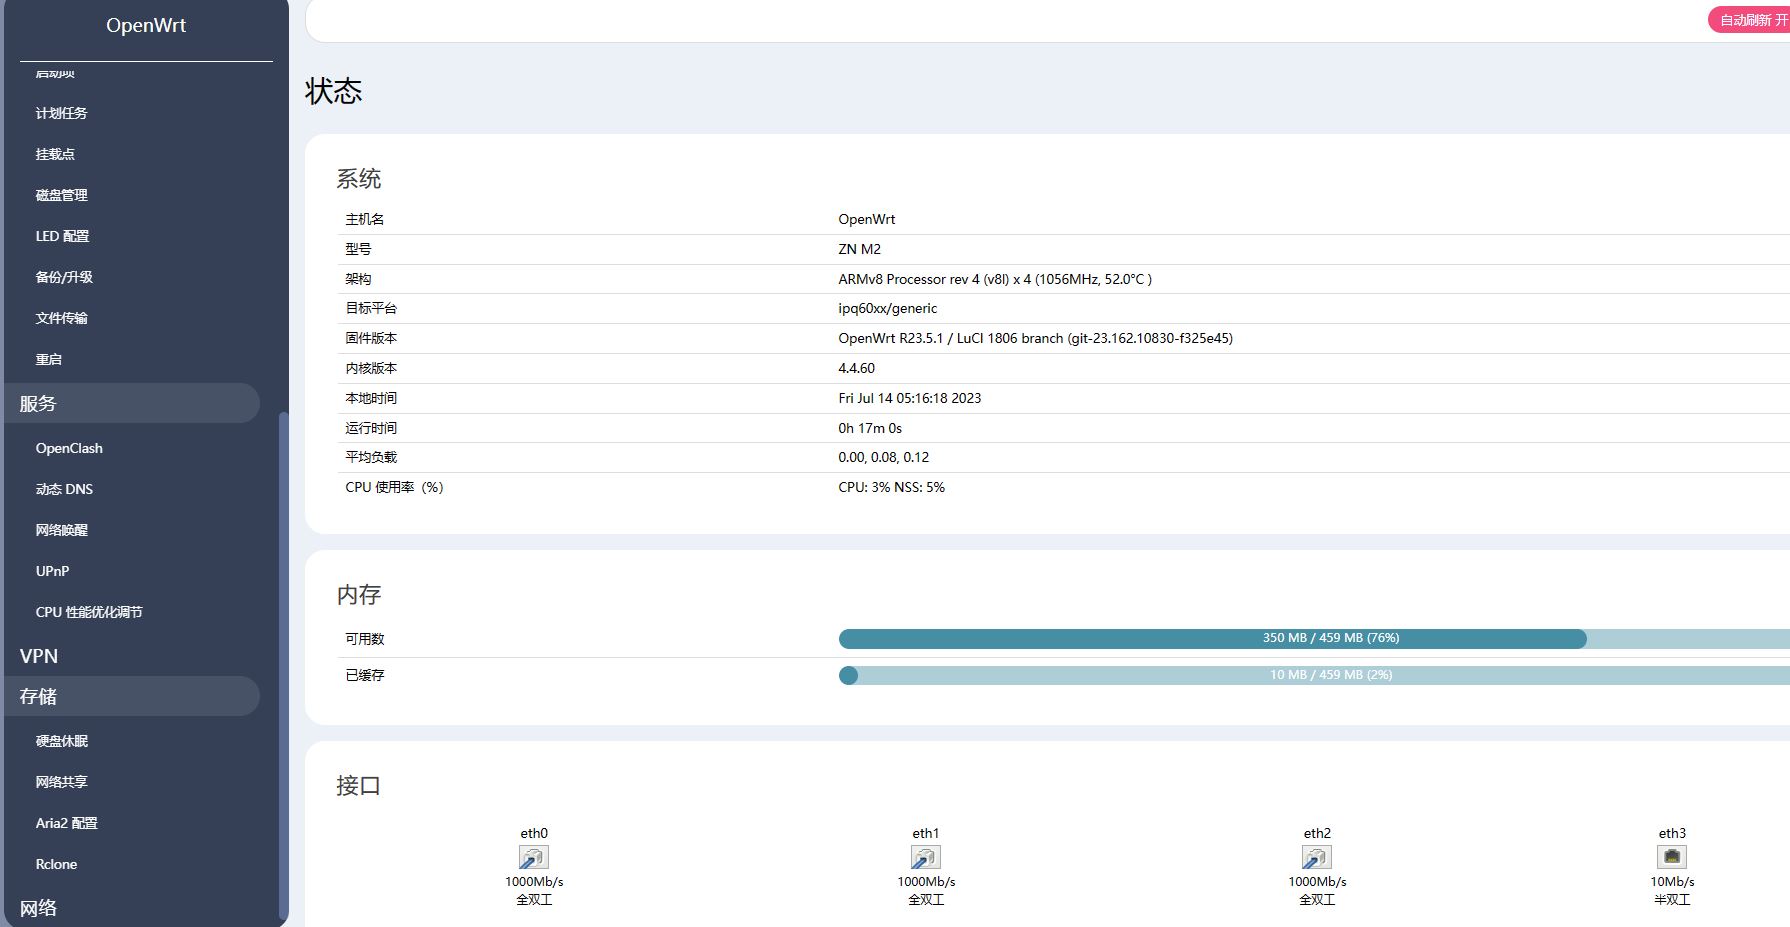 OpenWrt
启动项
计划任务
挂载点
磁盘管理
LED 配置
备份/升级
文件传输
重启
服务
OpenClash
动态 DNS
网络唤醒
UPnP
CPU 性能优化调节
VPN
存储
硬盘休眠
网络共享
Aria2 配置
Rclone
网络
自动刷新 开
状态
系统
主机名 OpenWrt
型号 ZN M2
架构 ARMv8 Processor rev 4 (v8l) x 4 (1056MHz, 52.0°C )
目标平台 ipq60xx/generic
固件版本 OpenWrt R23.5.1 / LuCI 1806 branch (git-23.162.10830-f325e45)
内核版本 4.4.60
本地时间 Fri Jul 14 05:16:18 2023
运行时间 0h 17m 0s
平均负载 0.00, 0.08, 0.12
CPU 使用率（%） CPU: 3% NSS: 5%
内存
可用数 350 MB / 459 MB (76%)
已缓存 10 MB / 459 MB (2%)
接口
eth0 eth1 eth2 eth3
1000Mb/s 1000Mb/s 1000Mb/s 10Mb/s
全双工 全双工 全双工 半双工